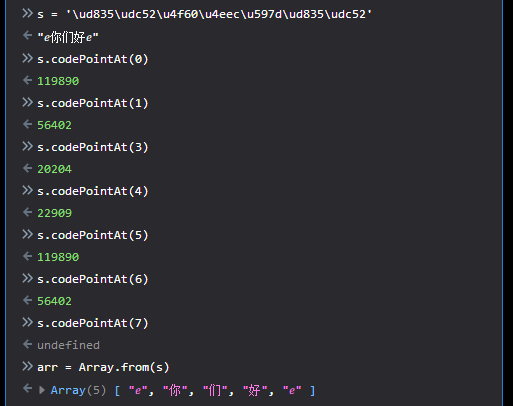 >> s = '\ud835\udc52\u4f60\u4eec\u597d\ud835\udc52'
← "𝑒你们好𝑒"
>> s.codePointAt(0)
← 119890
>> s.codePointAt(1)
← 56402
>> s.codePointAt(3)
← 20204
>> s.codePointAt(4)
← 22909
>> s.codePointAt(5)
← 119890
>> s.codePointAt(6)
← 56402
>> s.codePointAt(7)
← undefined
>> arr = Array.from(s)
← ▶ Array(5) [ "𝑒", "你", "们", "好", "𝑒" ]